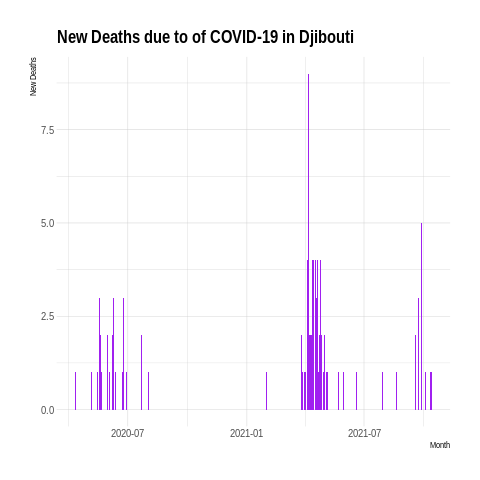 New Deaths due to of COVID-19 in Djibouti
New Deaths
7.5
5.0
2.5
0.0
2020-07
2021-01
2021-07
Month